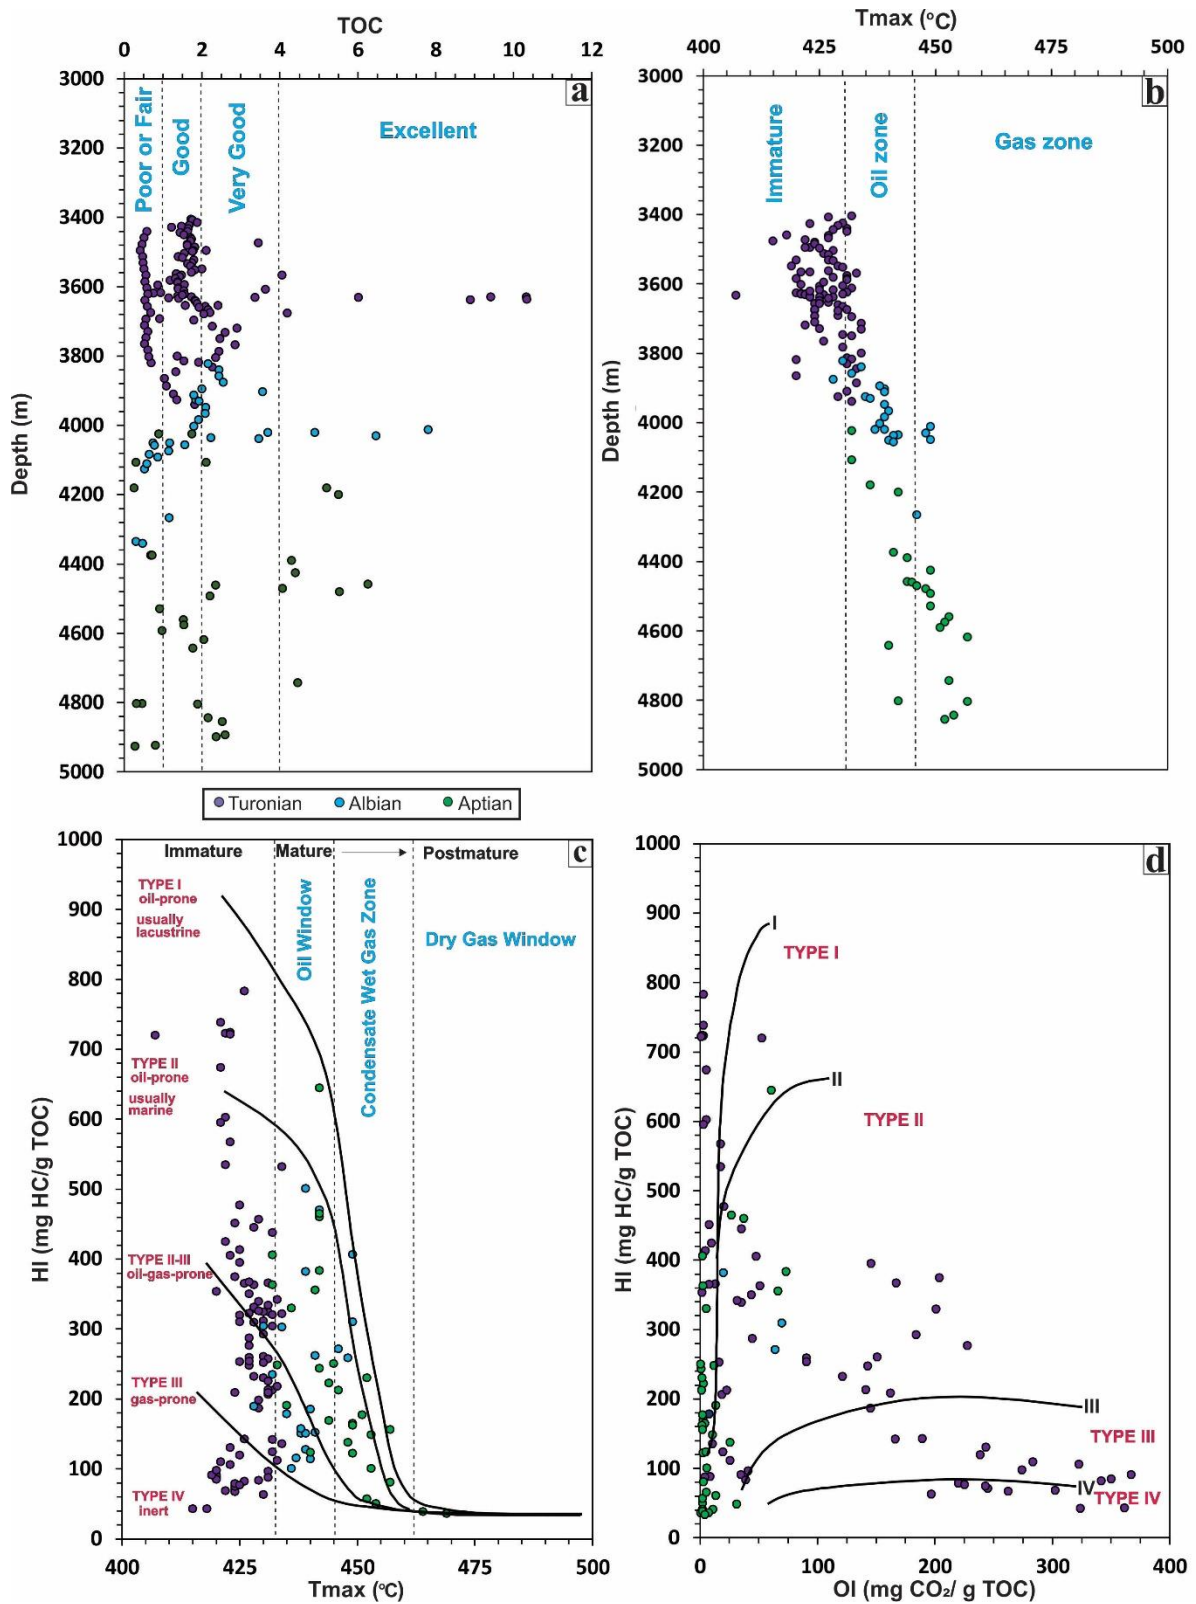 TOC
0 2 4 6 8 10 12
3000
3200
3400
3600
3800
4000
4200
4400
4600
4800
5000
Depth (m)
Poor or Fair
Good
Very Good
Excellent
a
Tmax (°C)
400 425 450 475 500
3000
3200
3400
3600
3800
4000
4200
4400
4600
4800
5000
Depth (m)
Immature
Oil zone
Gas zone
b
Turonian Albian Aptian
1000
900
800
700
600
500
400
300
200
100
0
HI (mg HC/g TOC)
Immature Mature Postmature
c
TYPE I
oil-prone
usually
lacustrine
Oil Window
Condensate Wet Gas Zone
Dry Gas Window
TYPE II
oil-prone
usually
marine
TYPE II-III
oil-gas-prone
TYPE III
gas-prone
TYPE IV
inert
400 425 450 475 500
Tmax (°C)
1000
900
800
700
600
500
400
300
200
100
0
HI (mg HC/g TOC)
d
I
TYPE I
II
TYPE II
III
TYPE III
IV
TYPE IV
0 100 200 300 400
OI (mg CO₂/ g TOC)